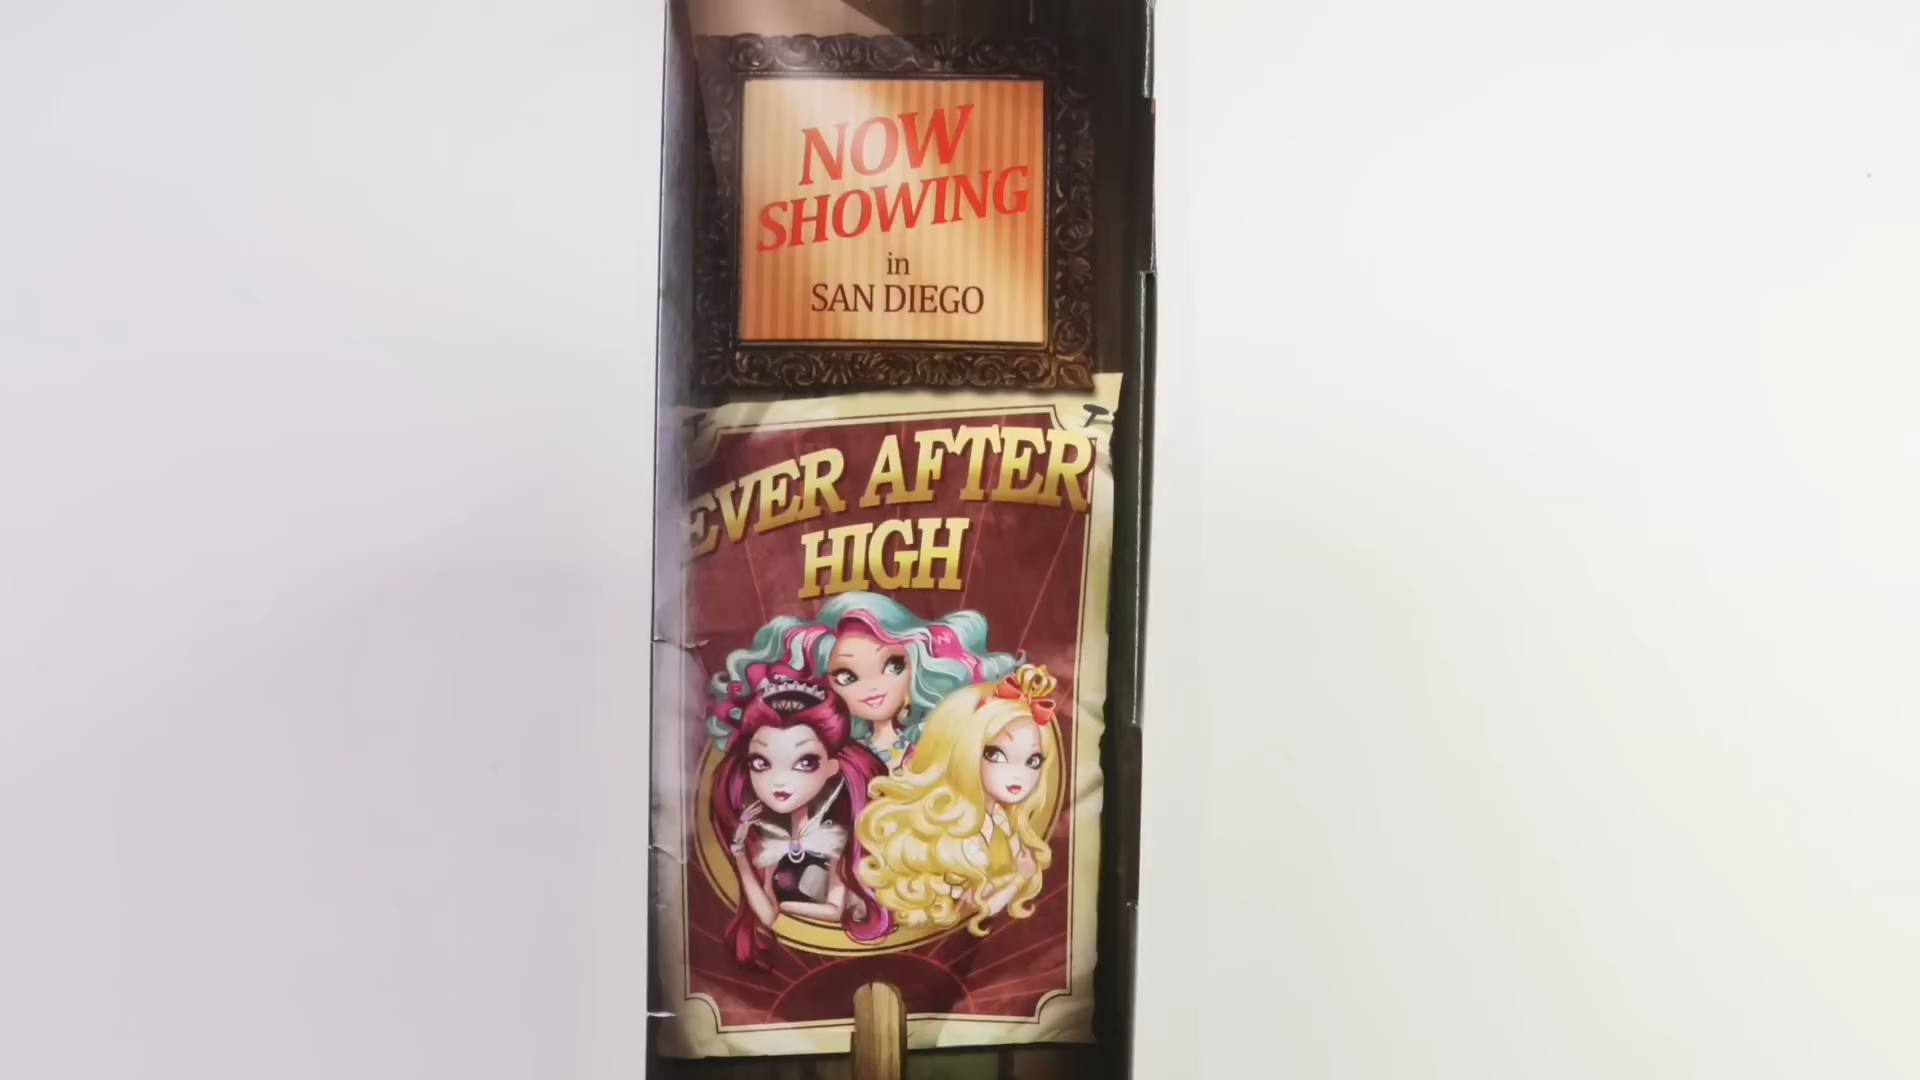 NOW
SHOWING
in
SAN DIEGO
EVER AFTER
HIGH